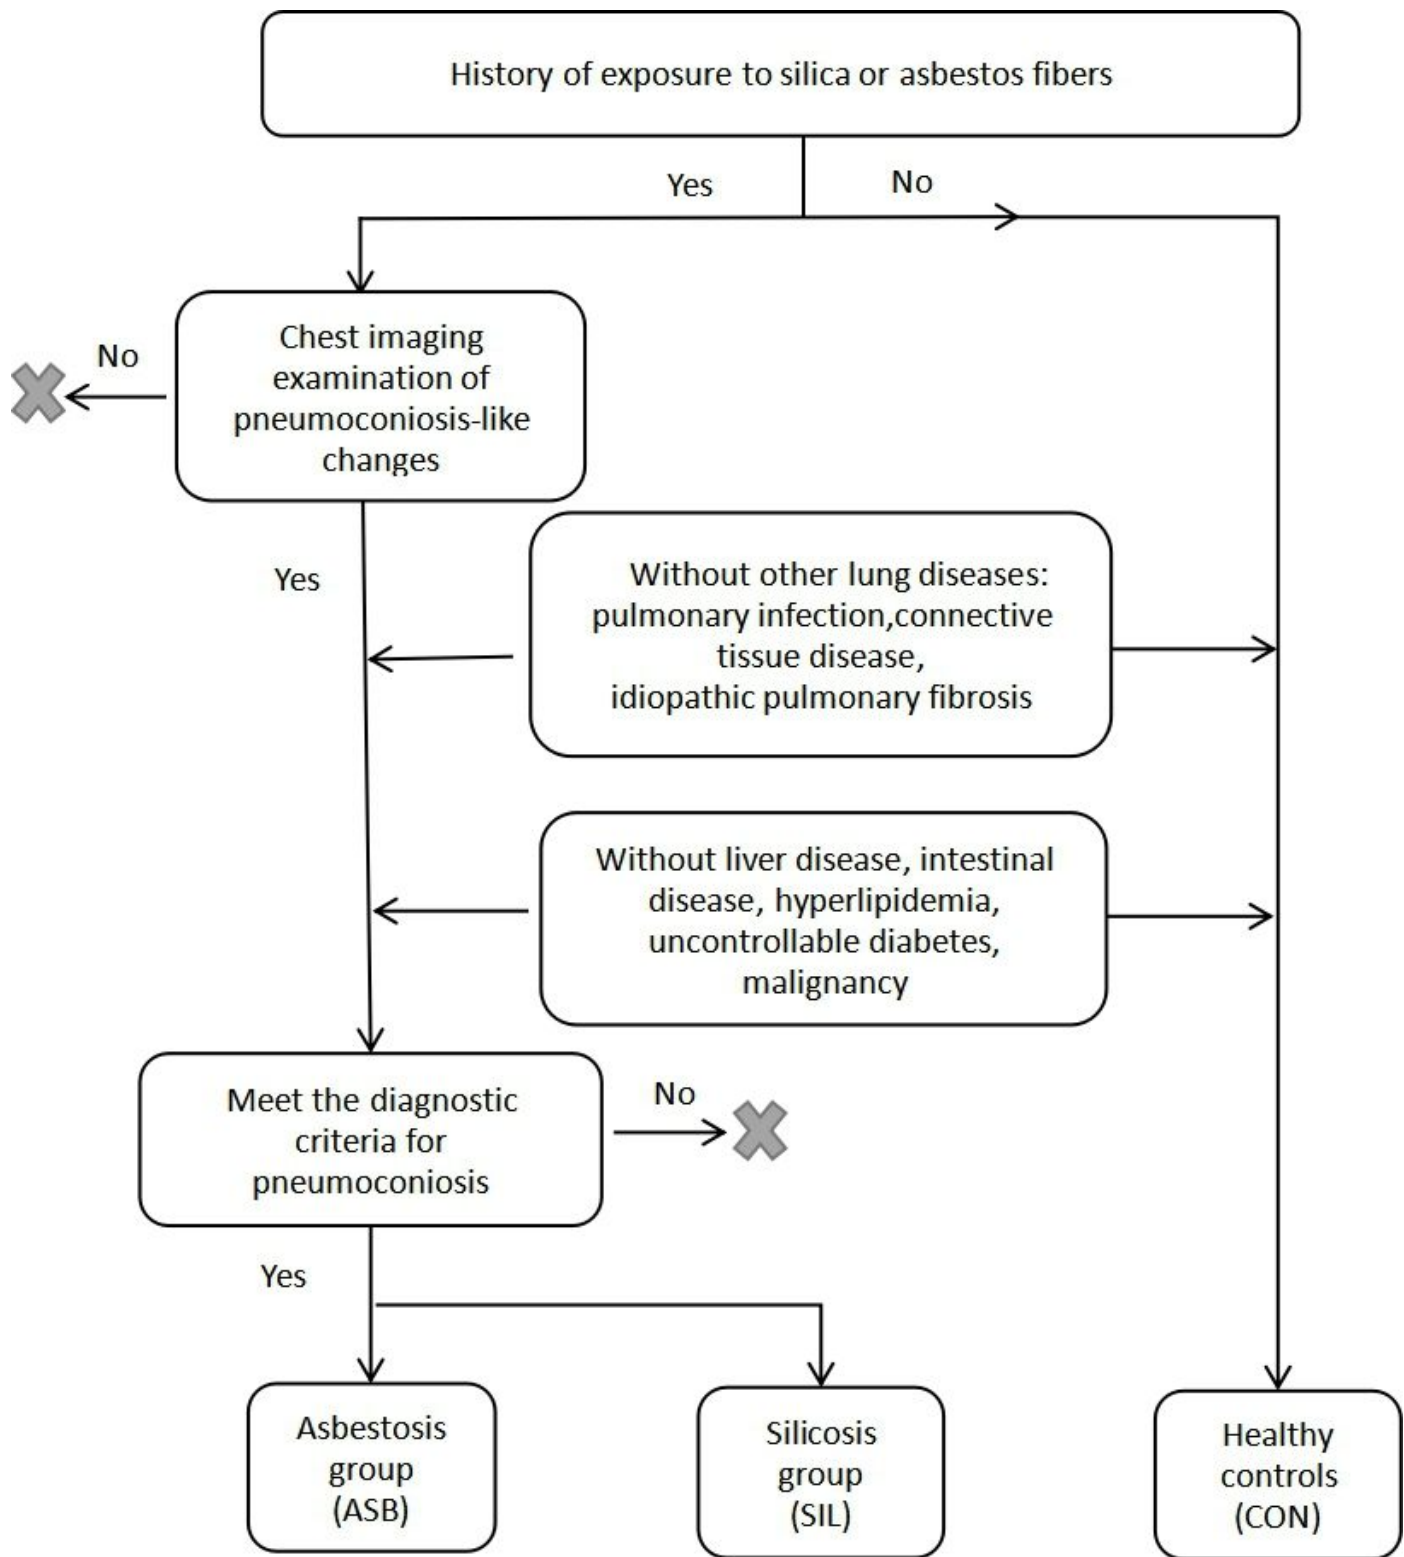 History of exposure to silica or asbestos fibers
Yes
No
Chest imaging
examination of
pneumoconiosis-like
changes
No
Yes
Without other lung diseases:
pulmonary infection,connective
tissue disease,
idiopathic pulmonary fibrosis
Without liver disease, intestinal
disease, hyperlipidemia,
uncontrollable diabetes,
malignancy
Meet the diagnostic
criteria for
pneumoconiosis
No
Yes
Asbestosis
group
(ASB)
Silicosis
group
(SIL)
Healthy
controls
(CON)